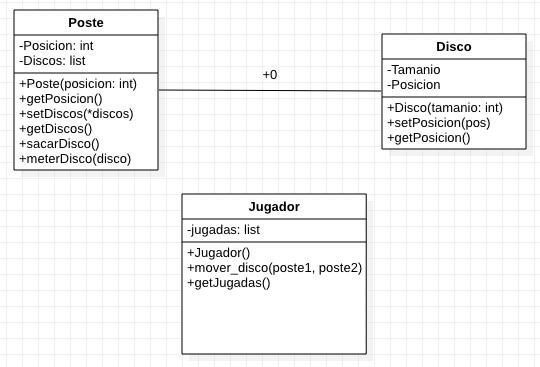 Poste
-Posicion: int
-Discos: list
+Poste(posicion: int)
+getPosicion()
+setDiscos(*discos)
+getDiscos()
+sacarDisco()
+meterDisco(disco)
+0
Disco
-Tamanio
-Posicion
+Disco(tamanio: int)
+setPosicion(pos)
+getPosicion()
Jugador
-jugadas: list
+Jugador()
+mover_disco(poste1, poste2)
+getJugadas()